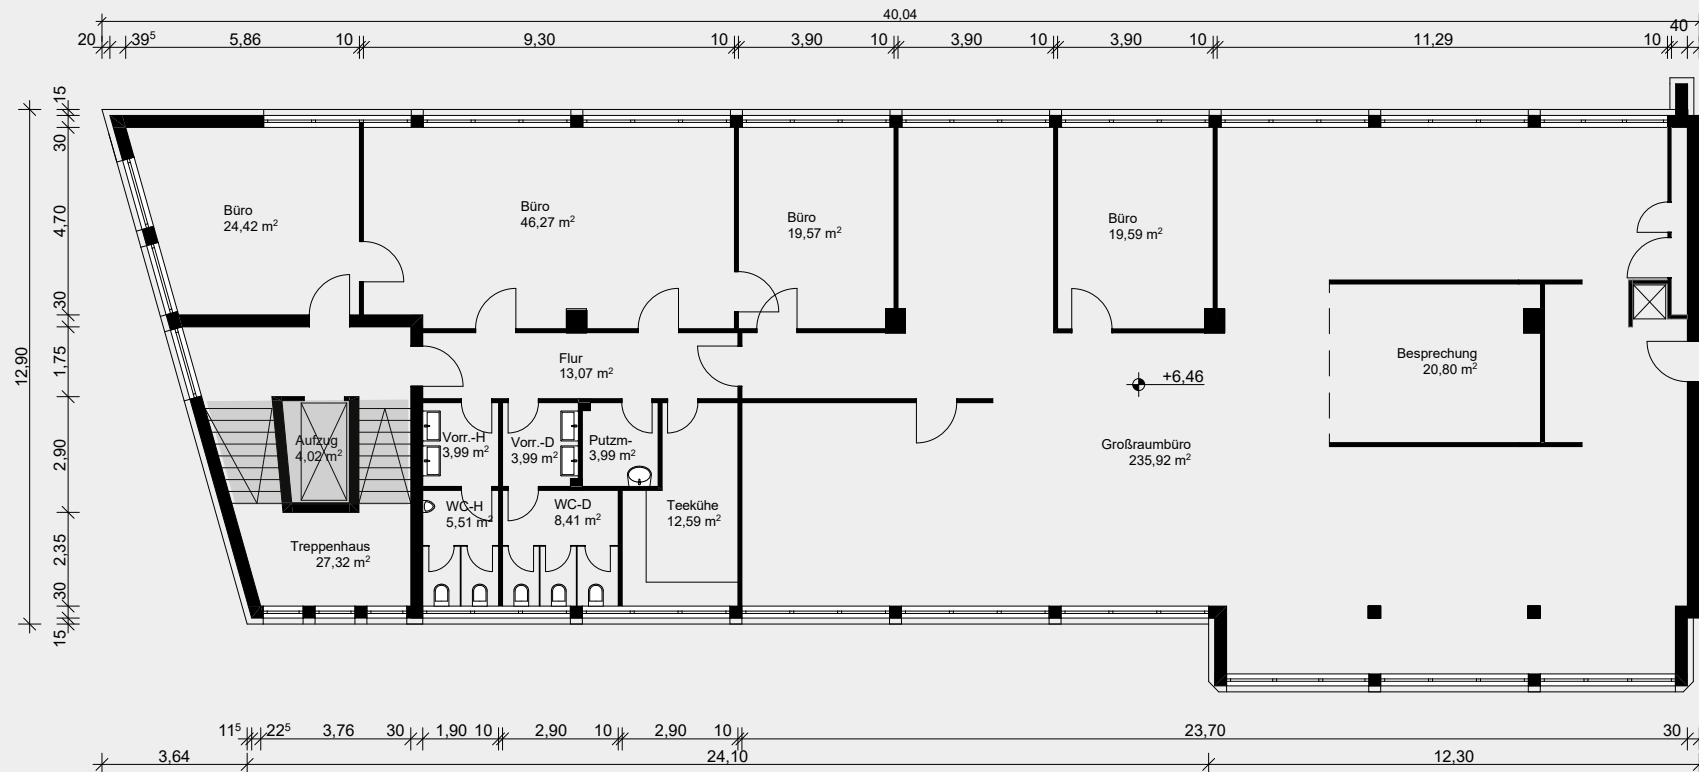 40,04
20 39⁵ 5,86 10 9,30 10 3,90 10 3,90 10 3,90 10 11,29 10 40
15
30
4,70
30
1,75
2,90
2,35
30
15
12,90
Büro
24,42 m²
Büro
46,27 m²
Büro
19,57 m²
Büro
19,59 m²
Flur
13,07 m²
+6,46
Besprechung
20,80 m²
Aufzug
4,02 m²
Vorr.-H
3,99 m²
Vorr.-D
3,99 m²
Putzm-
3,99 m²
Großraumbüro
235,92 m²
WC-H
5,51 m²
WC-D
8,41 m²
Teekühe
12,59 m²
Treppenhaus
27,32 m²
11⁵ 22⁵ 3,76 30 1,90 10 2,90 10 2,90 10 23,70 30
3,64 24,10 12,30